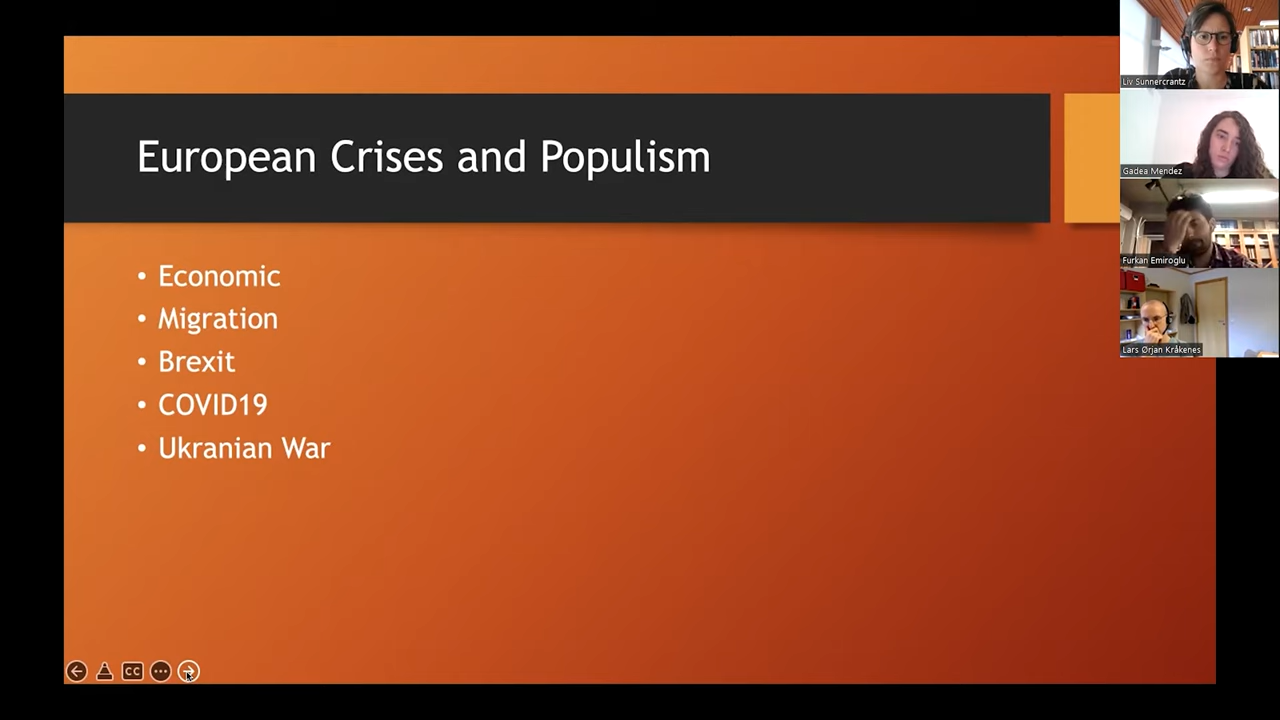 European Crises and Populism
• Economic
• Migration
• Brexit
• COVID19
• Ukranian War
CC
Liv Sunnercrantz
Gadea Mendez
Furkan Emiroglu
Lars Ørjan Kråkenes